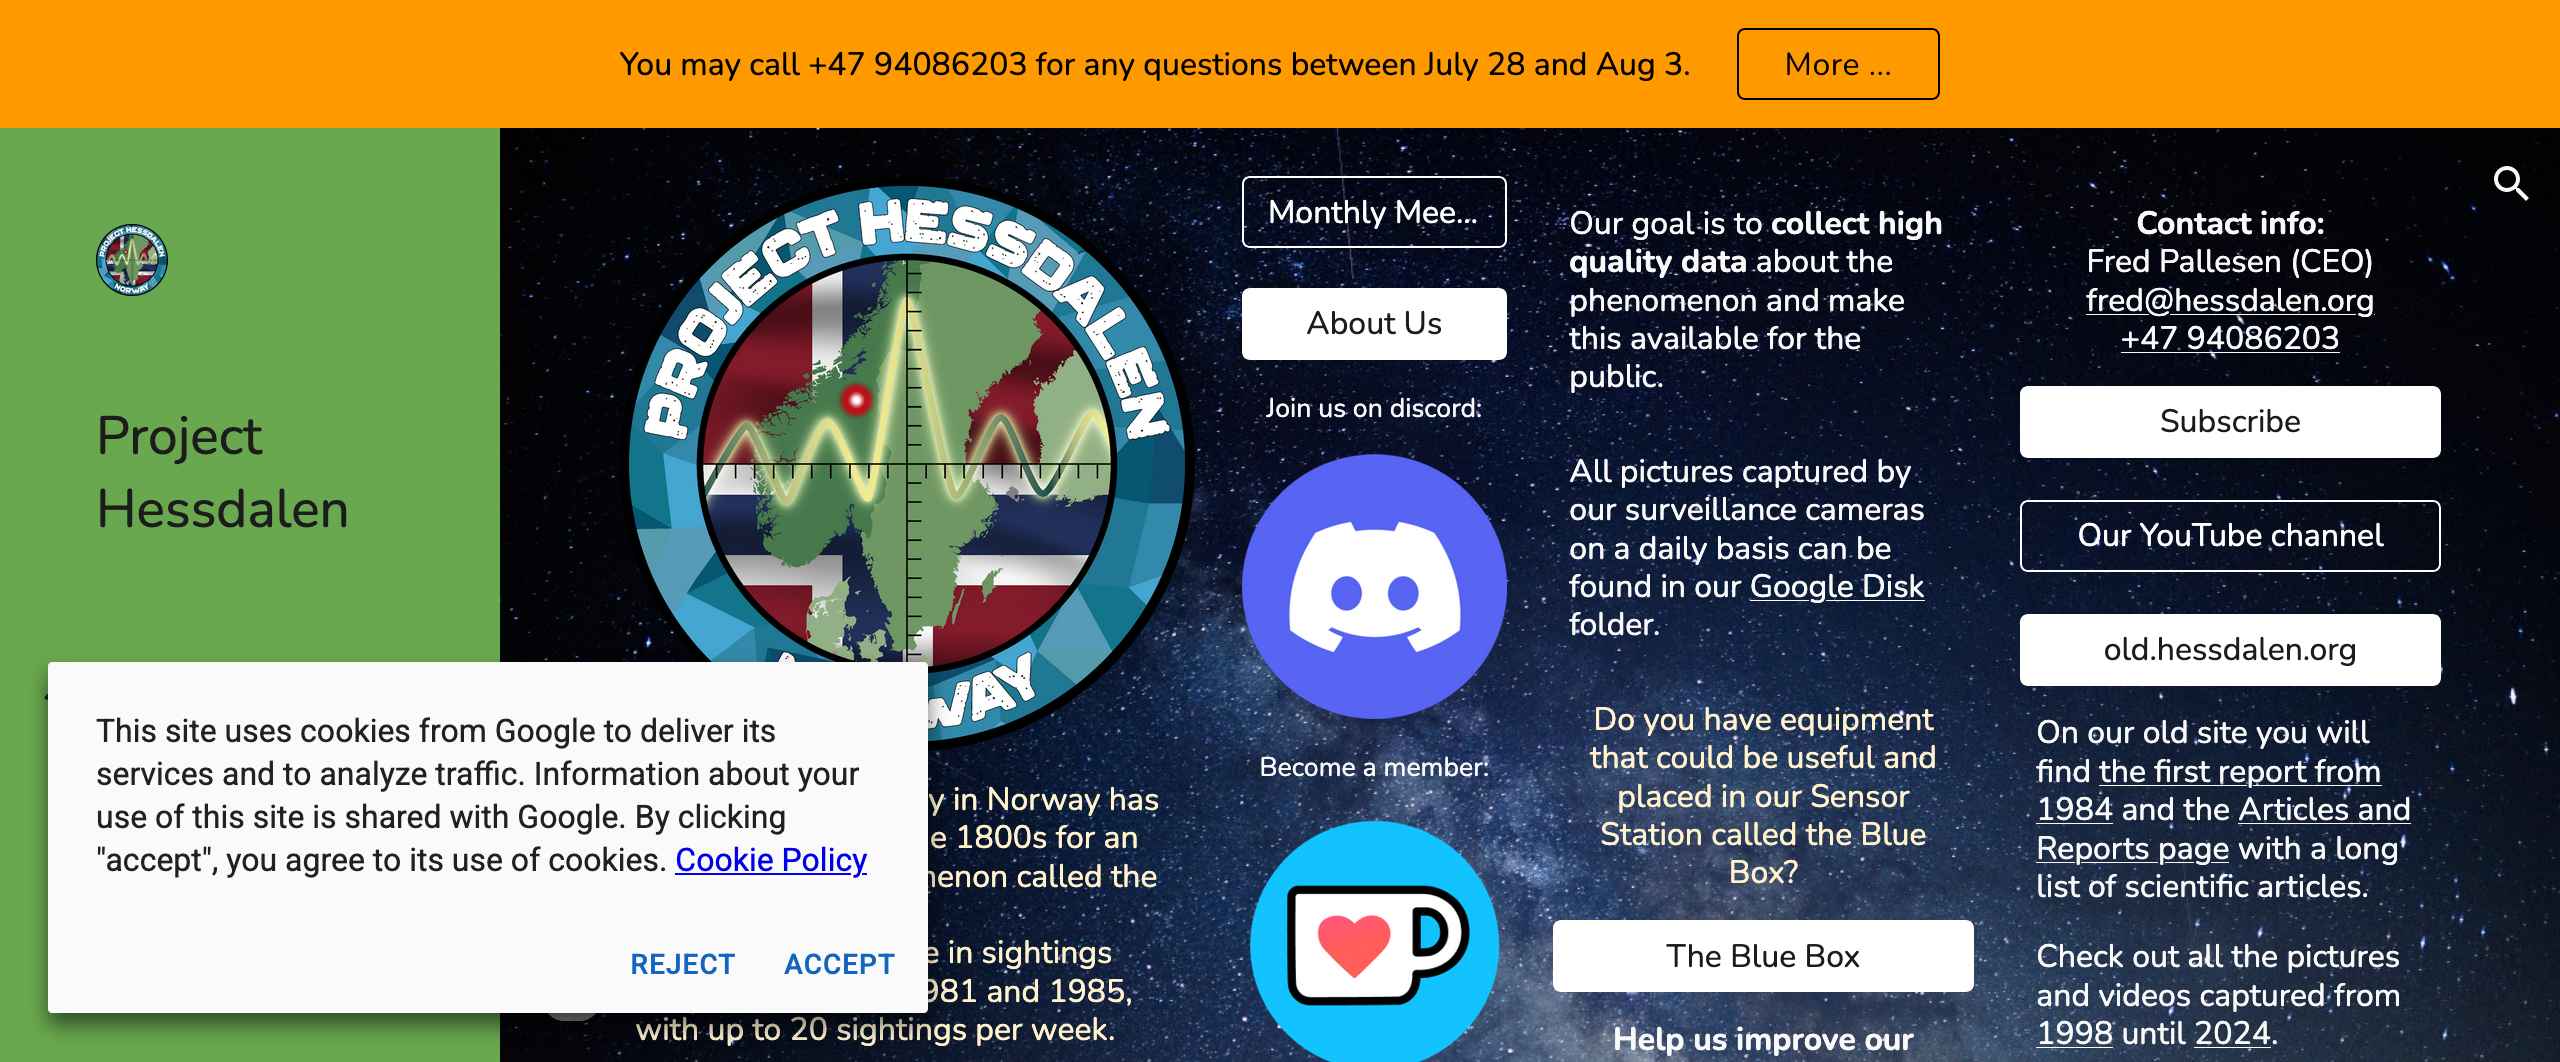 You may call +47 94086203 for any questions between July 28 and Aug 3.
More ...
PROJECT HESSDALEN
NORWAY
Project
Hessdalen
PROJECT HESSDALEN
WAY
y in Norway has
e 1800s for an
enon called the
e in sightings
981 and 1985,
with up to 20 sightings per week.
This site uses cookies from Google to deliver its
services and to analyze traffic. Information about your
use of this site is shared with Google. By clicking
"accept", you agree to its use of cookies. Cookie Policy
REJECT
ACCEPT
Monthly Mee...
About Us
Join us on discord:
Become a member:
Our goal is to collect high
quality data about the
phenomenon and make
this available for the
public.
All pictures captured by
our surveillance cameras
on a daily basis can be
found in our Google Disk
folder.
Do you have equipment
that could be useful and
placed in our Sensor
Station called the Blue
Box?
The Blue Box
Help us improve our
Contact info:
Fred Pallesen (CEO)
fred@hessdalen.org
+47 94086203
Subscribe
Our YouTube channel
old.hessdalen.org
On our old site you will
find the first report from
1984 and the Articles and
Reports page with a long
list of scientific articles.
Check out all the pictures
and videos captured from
1998 until 2024.